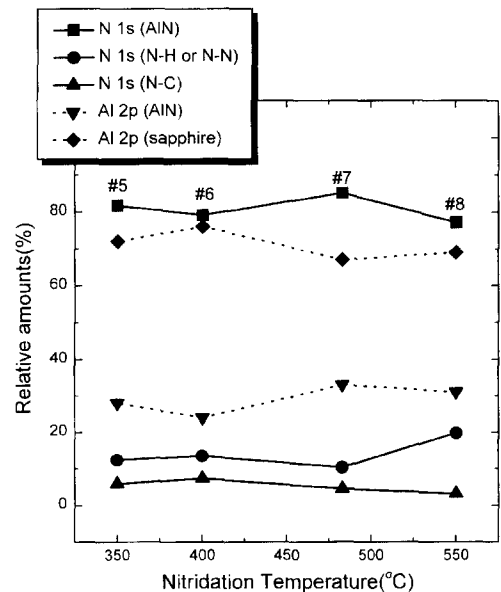 N 1s (AlN)
N 1s (N-H or N-N)
N 1s (N-C)
Al 2p (AlN)
Al 2p (sapphire)
#5
#6
#7
#8
80
60
40
20
0
Relative amounts(%)
350
400
450
500
550
Nitridation Temperature(°C)